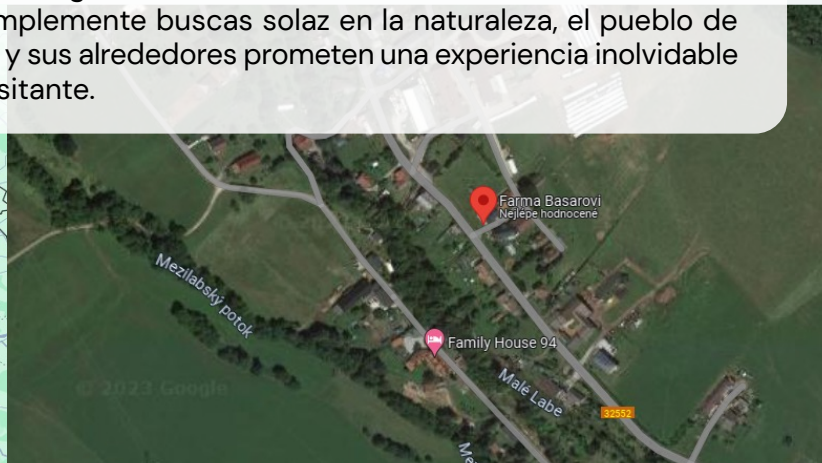 mplemente buscas solaz en la naturaleza, el pueblo de
y sus alrededores prometen una experiencia inolvidable
sitante.
Farma Basarovi
Nejlépe hodnocené
Mezilabský potok
Family House 94
© 2023 Google
Malé Labe
32552
Me